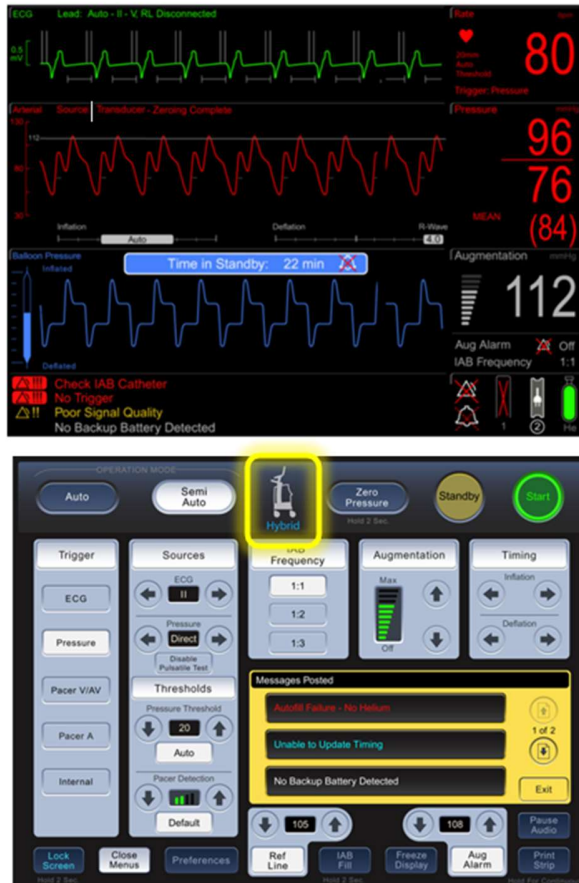 ECG Lead: Auto - II - V, RL Disconnected
0.5
mV
Rate bpm
80
20mm
Auto
Threshold
Trigger: Pressure
Arterial Source Transducer - Zeroing Complete
112
30
Pressure mmHg
96
76
MEAN (84)
Inflation
Auto
Deflation
R-Wave
4.0
Balloon Pressure
Inflated
Time in Standby: 22 min
Deflated
Augmentation mmHg
112
Aug Alarm Off
IAB Frequency 1:1
!!! Check IAB Catheter
!!! No Trigger
!! Poor Signal Quality
No Backup Battery Detected
1
2
He
OPERATION MODE
Auto
Semi
Auto
Hybrid
Zero
Pressure
Hold 2 Sec.
Standby
Start
Trigger
ECG
Pressure
Pacer V/AV
Pacer A
Internal
Sources
ECG
II
Pressure
Direct
Disable
Pulsatile Test
Thresholds
Pressure Threshold
20
Auto
Pacer Detection
Default
IAB
Frequency
1:1
1:2
1:3
Augmentation
Max
Off
Timing
Inflation
Deflation
Messages Posted
Autofill Failure - No Helium
Unable to Update Timing
No Backup Battery Detected
1 of 2
Exit
105
108
Pause
Audio
Lock
Screen
Hold 2 Sec.
Close
Menus
Preferences
Ref
Line
IAB
Fill
Hold 2 Sec.
Freeze
Display
Aug
Alarm
Print
Strip